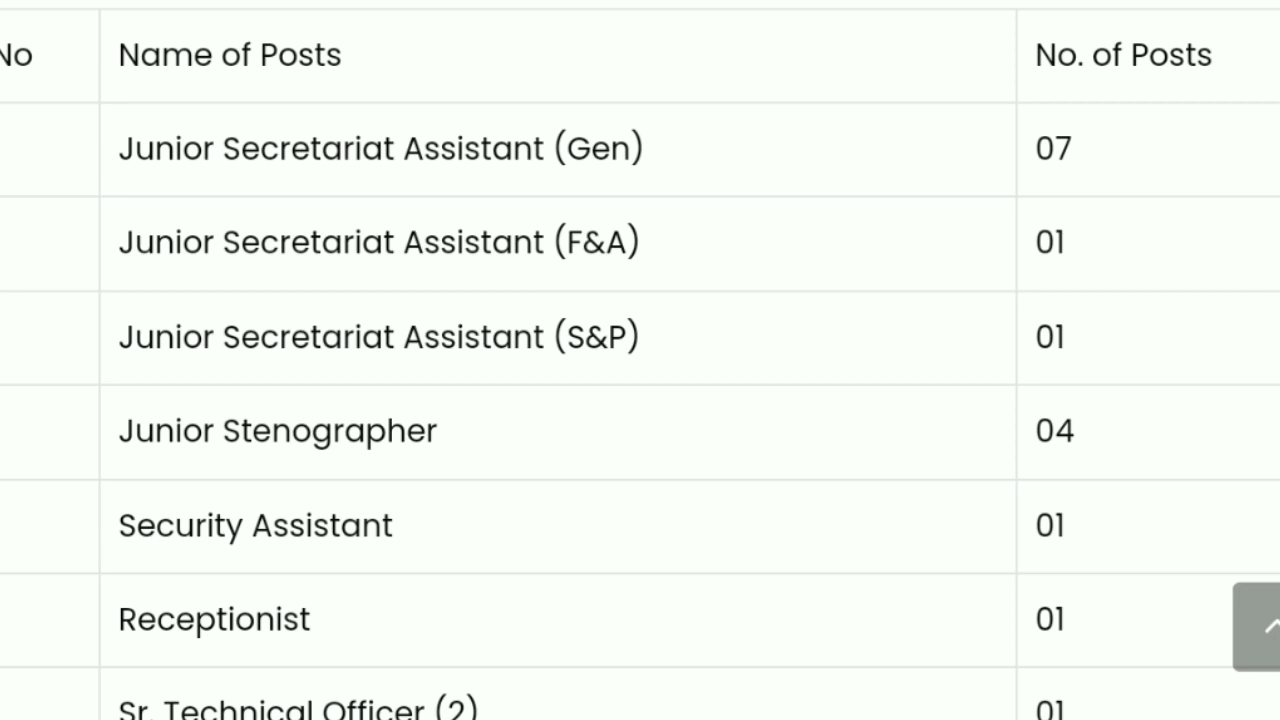 No Name of Posts No. of Posts
Junior Secretariat Assistant (Gen) 07
Junior Secretariat Assistant (F&A) 01
Junior Secretariat Assistant (S&P) 01
Junior Stenographer 04
Security Assistant 01
Receptionist 01
Sr. Technical Officer (2) 01